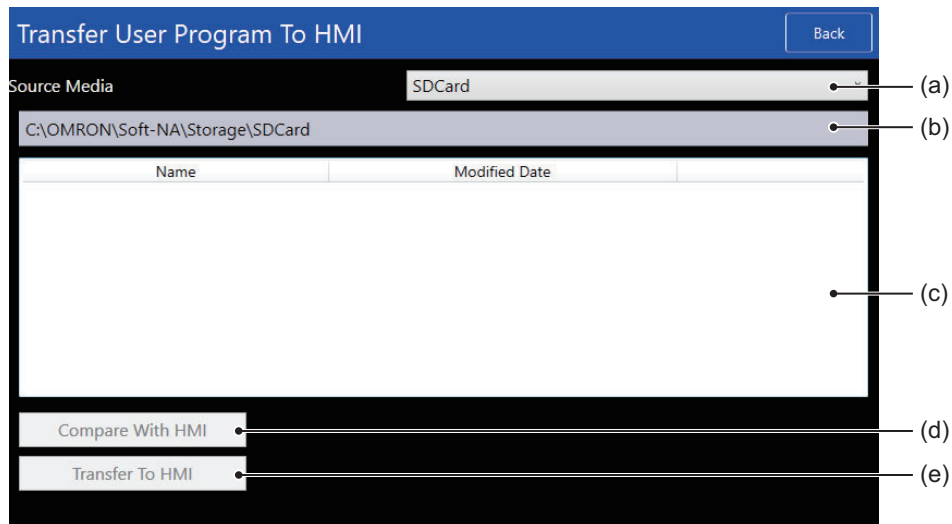 Transfer User Program To HMI
Back
Source Media
SDCard
(a)
C:\OMRON\Soft-NA\Storage\SDCard
(b)
Name Modified Date
(c)
Compare With HMI
(d)
Transfer To HMI
(e)